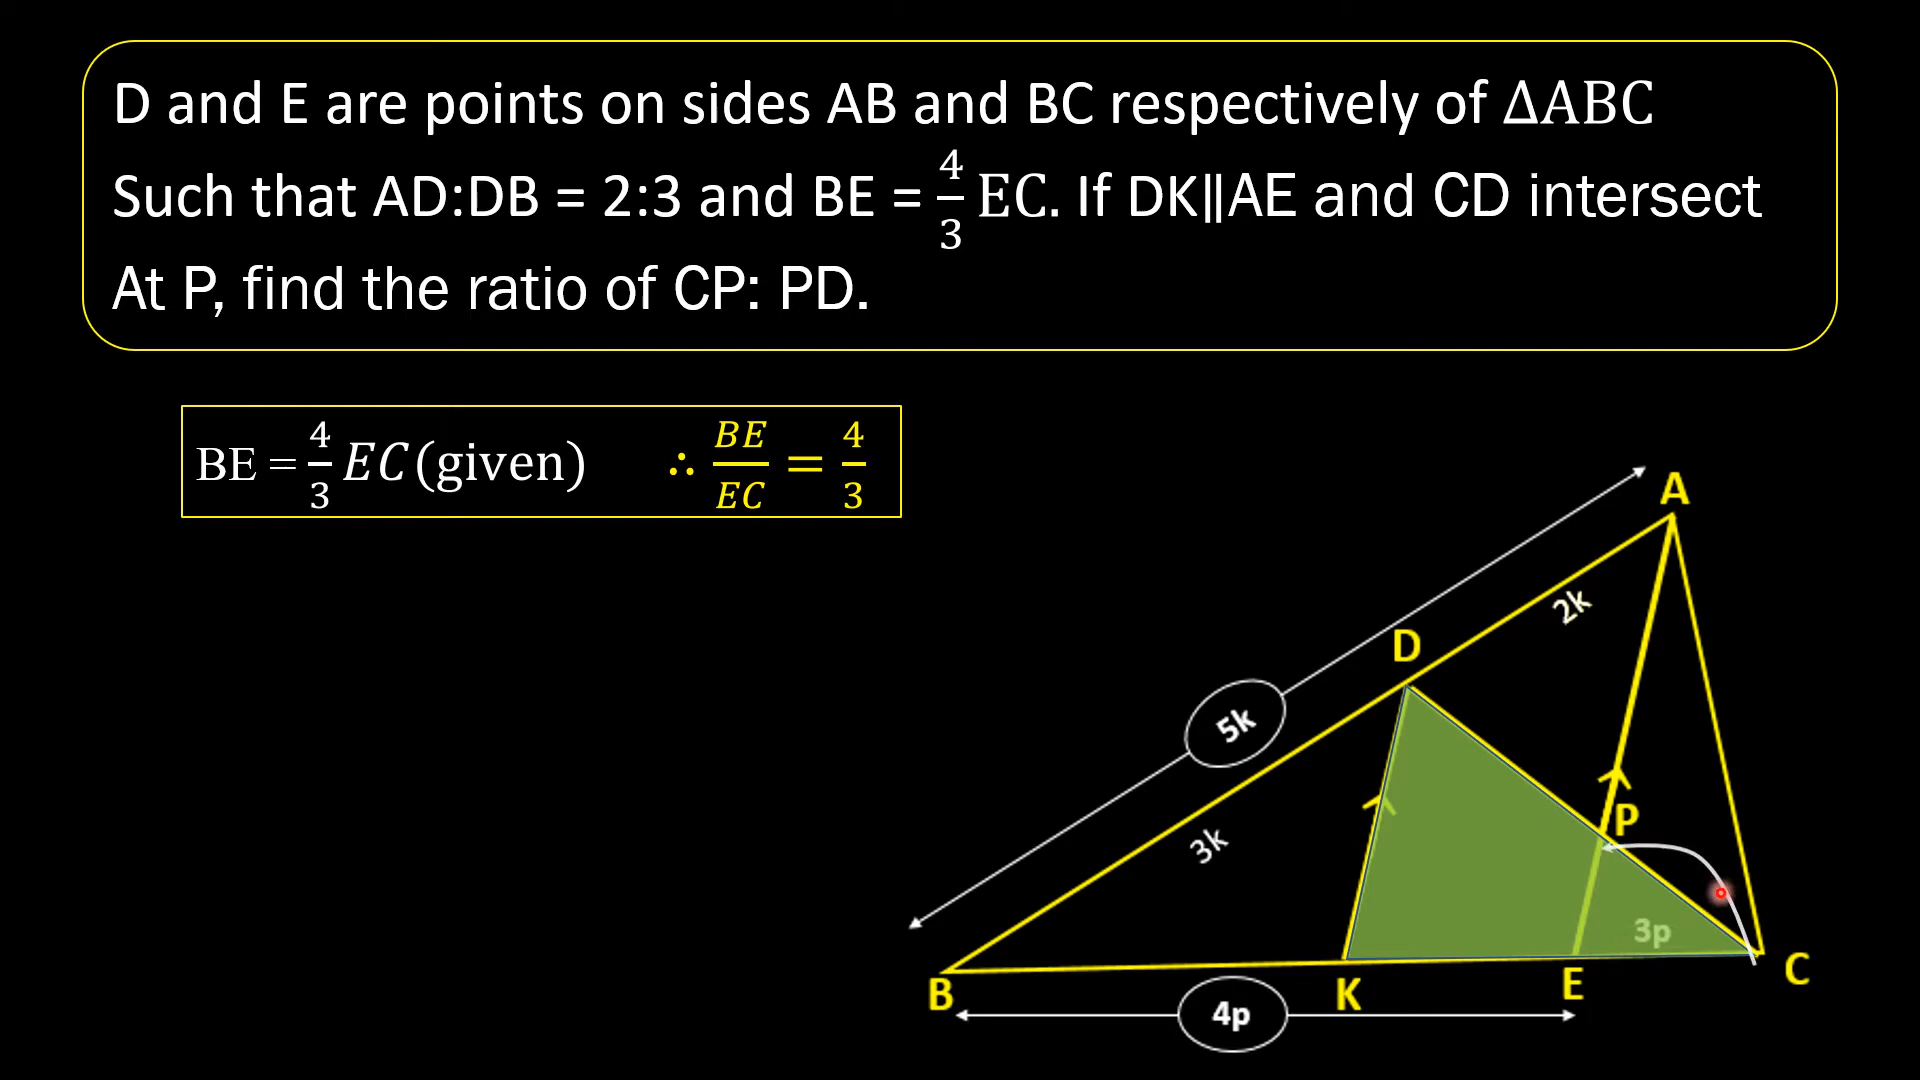 D and E are points on sides AB and BC respectively of ΔABC
Such that AD:DB = 2:3 and BE = 4/3 EC. If DK∥AE and CD intersect
At P, find the ratio of CP: PD.
BE = 4/3 EC(given) ∴ BE/EC = 4/3
A
2k
D
5k
P
3k
3p
B
K
E
C
4p